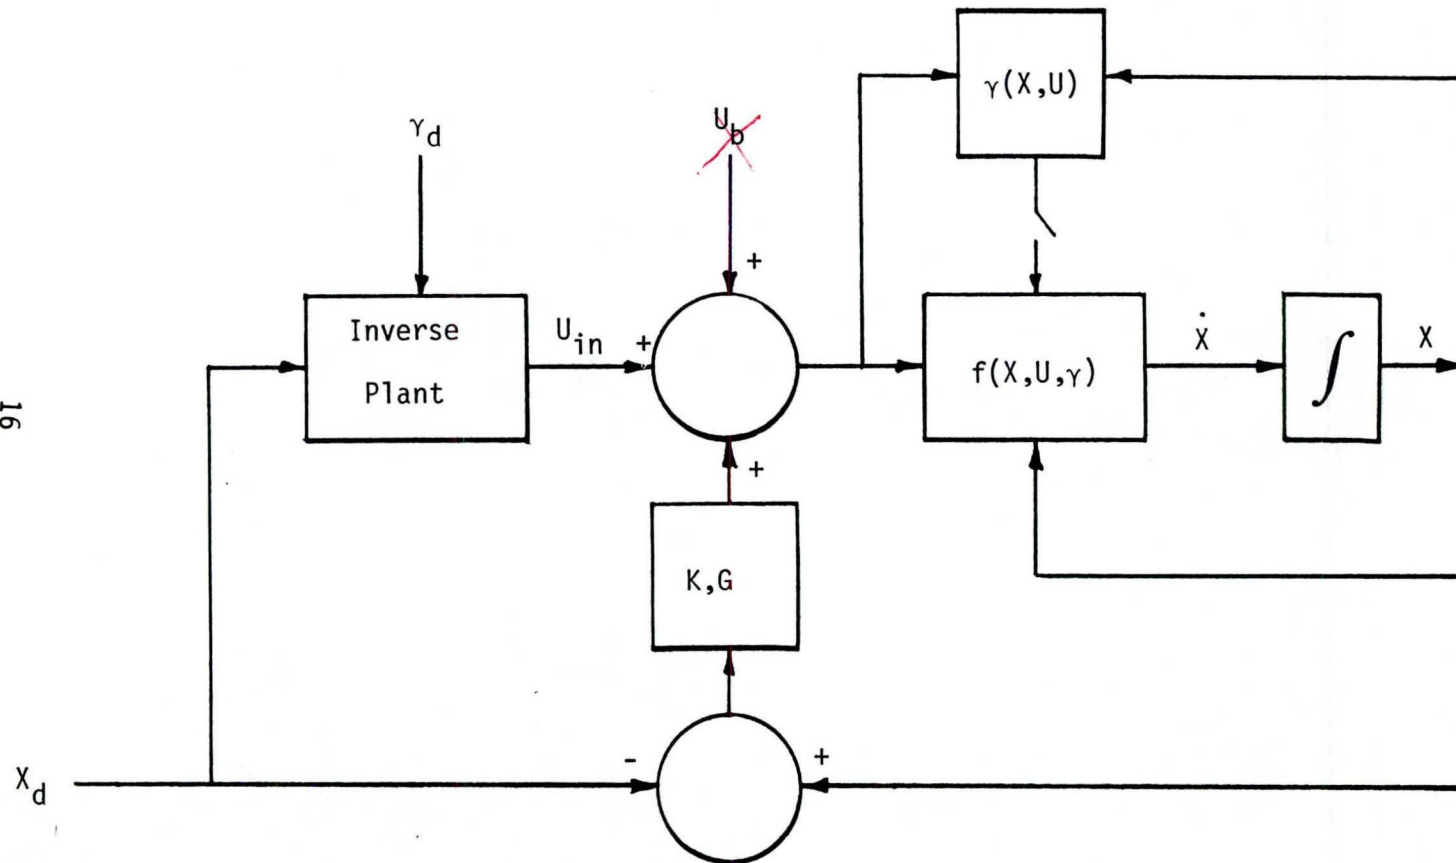 γ(X,U)
γd
Ub
+
Inverse
Plant
Uin
+
f(X,U,γ)
Ẋ
∫
X
16
+
K,G
-
+
Xd